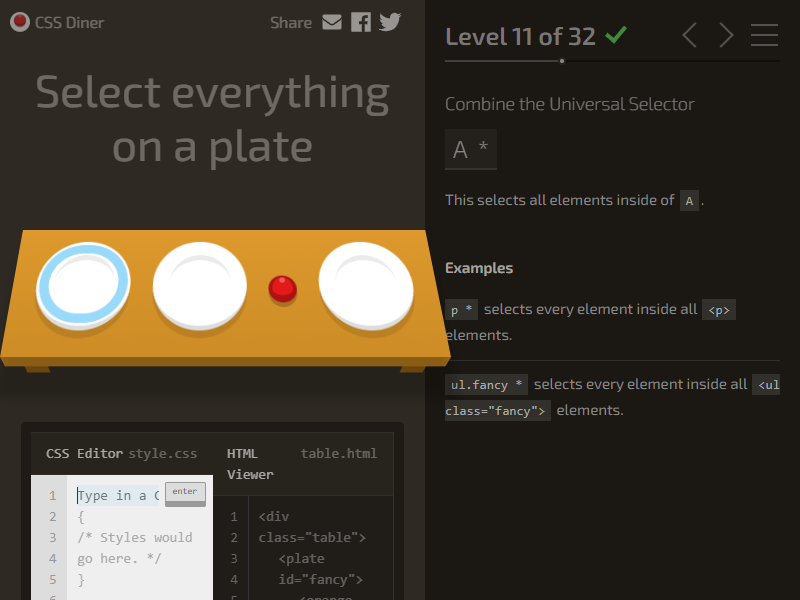 CSS Diner
Share
Select everything
on a plate
CSS Editor
style.css
1
2
3
4
5
Type in a C
enter
{
/* Styles would
go here. */
}
HTML
Viewer
table.html
1
2
3
4
<div
class="table">
<plate
id="fancy">
<orange
Level 11 of 32
Combine the Universal Selector
A *
This selects all elements inside of A .
Examples
p * selects every element inside all <p>
elements.
ul.fancy * selects every element inside all <ul
class="fancy"> elements.